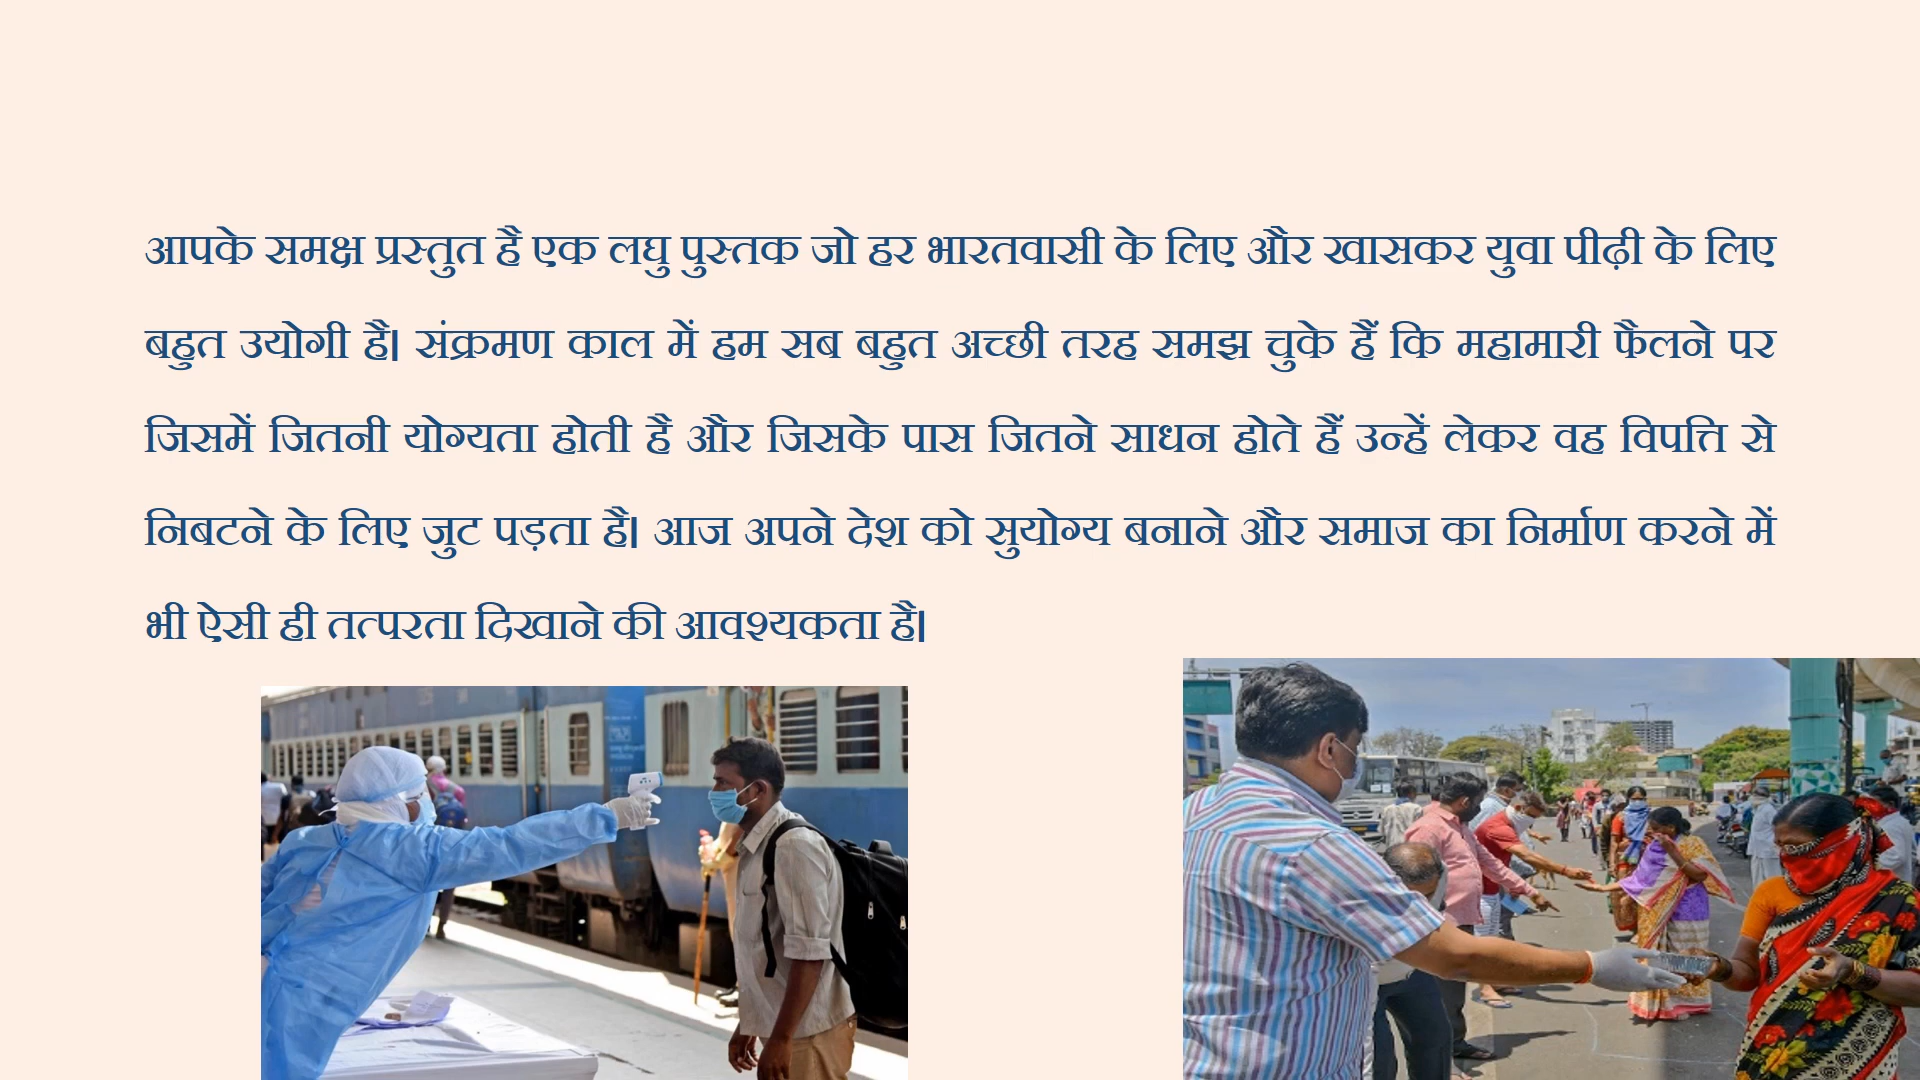 आपके समक्ष प्रस्तुत है एक लघु पुस्तक जो हर भारतवासी के लिए और खासकर युवा पीढ़ी के लिए
बहुत उयोगी है। संक्रमण काल में हम सब बहुत अच्छी तरह समझ चुके हैं कि महामारी फैलने पर
जिसमें जितनी योग्यता होती है और जिसके पास जितने साधन होते हैं उन्हें लेकर वह विपत्ति से
निबटने के लिए जुट पड़ता है। आज अपने देश को सुयोग्य बनाने और समाज का निर्माण करने में
भी ऐसी ही तत्परता दिखाने की आवश्यकता है।